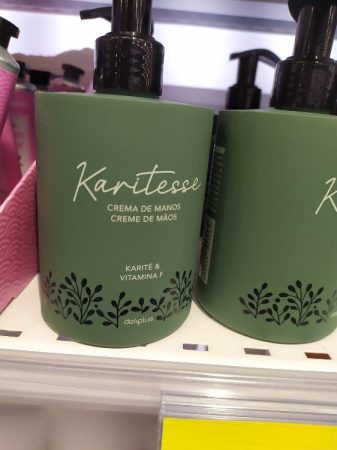 Karitesse
CREMA DE MANOS
CREME DE MÃOS
KARITÉ &
VITAMINA F
deliplus
K